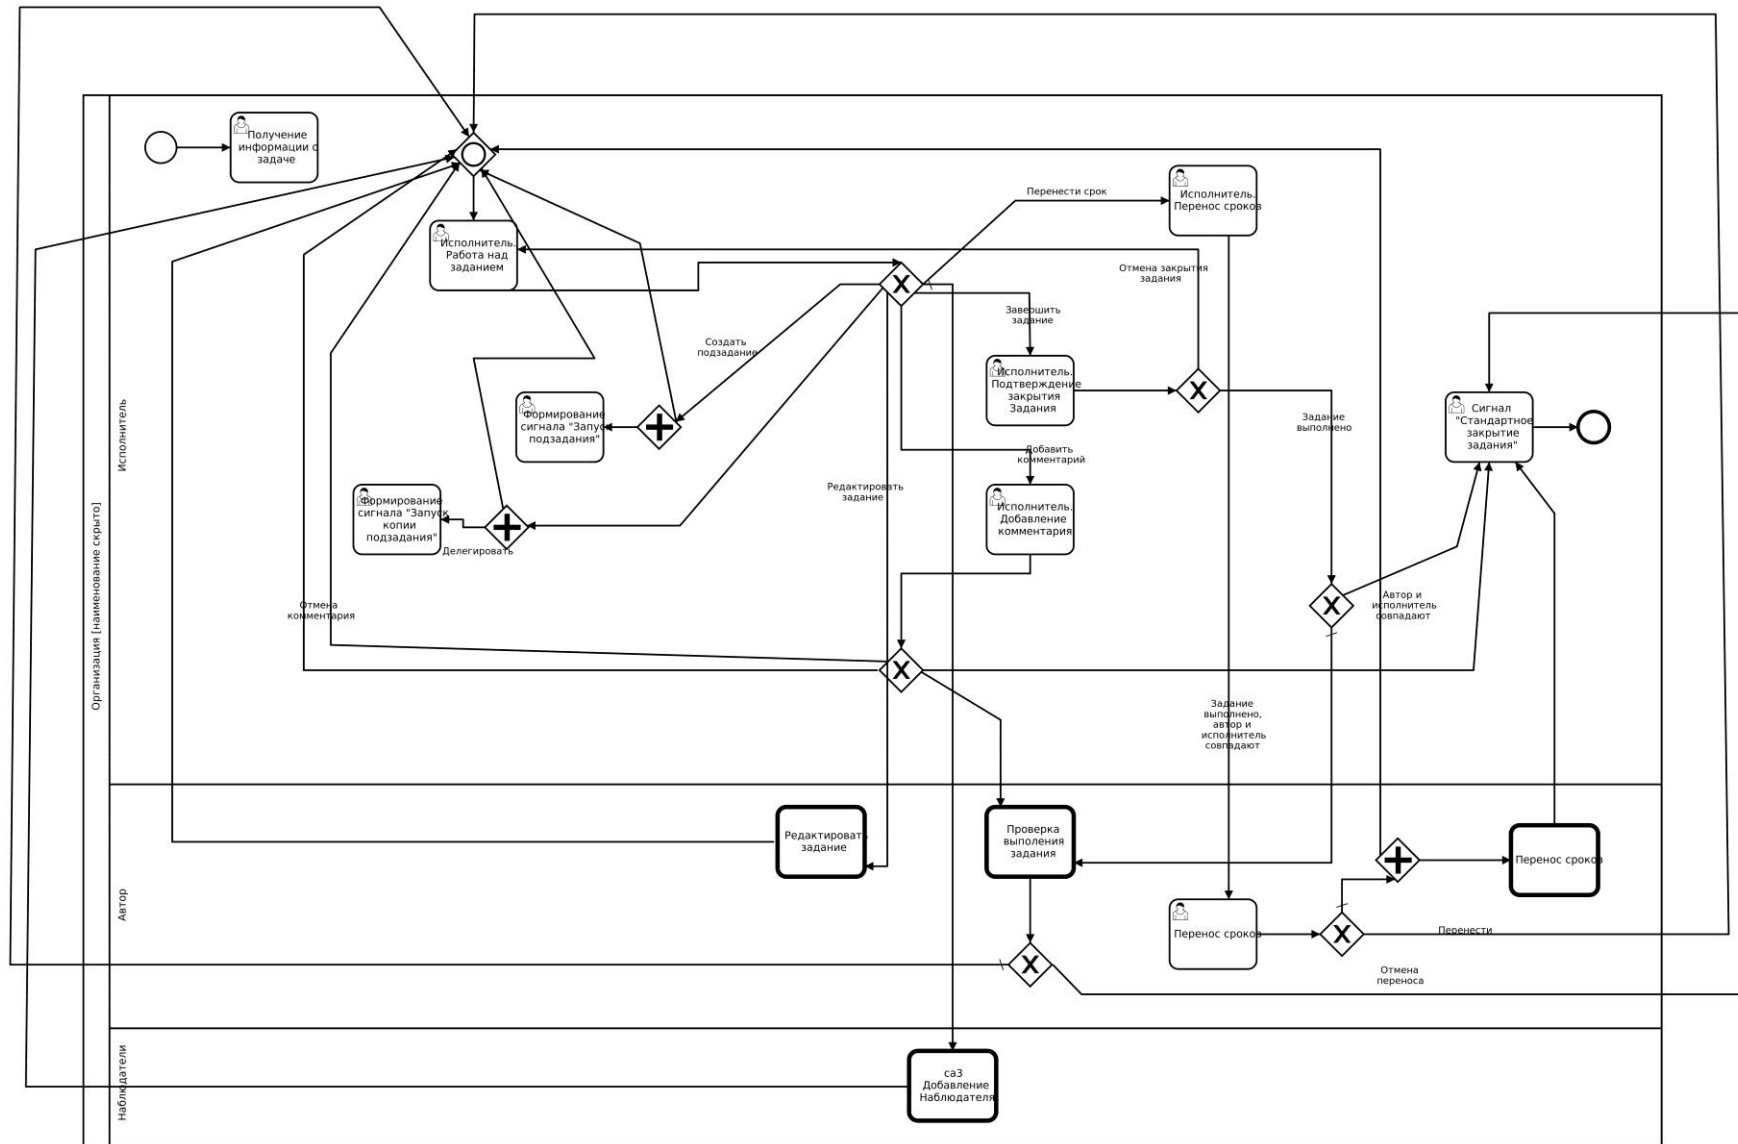 Получение
информации о
задаче
Исполнитель.
Перенос сроков
Перенести срок
Исполнитель.
Работа над
заданием
Отмена закрытия
задания
Завершить
задание
Создать
подзадание
Исполнитель.
Подтверждение
закрытия
Задания
Задание
выполнено
Сигнал
"Стандартное
закрытие
задания"
Формирование
сигнала "Запуск
подзадания"
Добавить
комментарий
Редактировать
задание
Формирование
сигнала "Запуск
копии
подзадания"
Делегировать
Исполнитель.
Добавление
комментария
Отмена
комментария
Автор и
исполнитель
совпадают
Задание
выполнено,
автор и
исполнитель
совпадают
Исполнитель
Организация [наименование скрыто]
Редактировать
задание
Проверка
выполения
задания
Перенос сроков
Автор
Перенос сроков
Перенести
Отмена
переноса
Наблюдатели
са3
Добавление
Наблюдателя